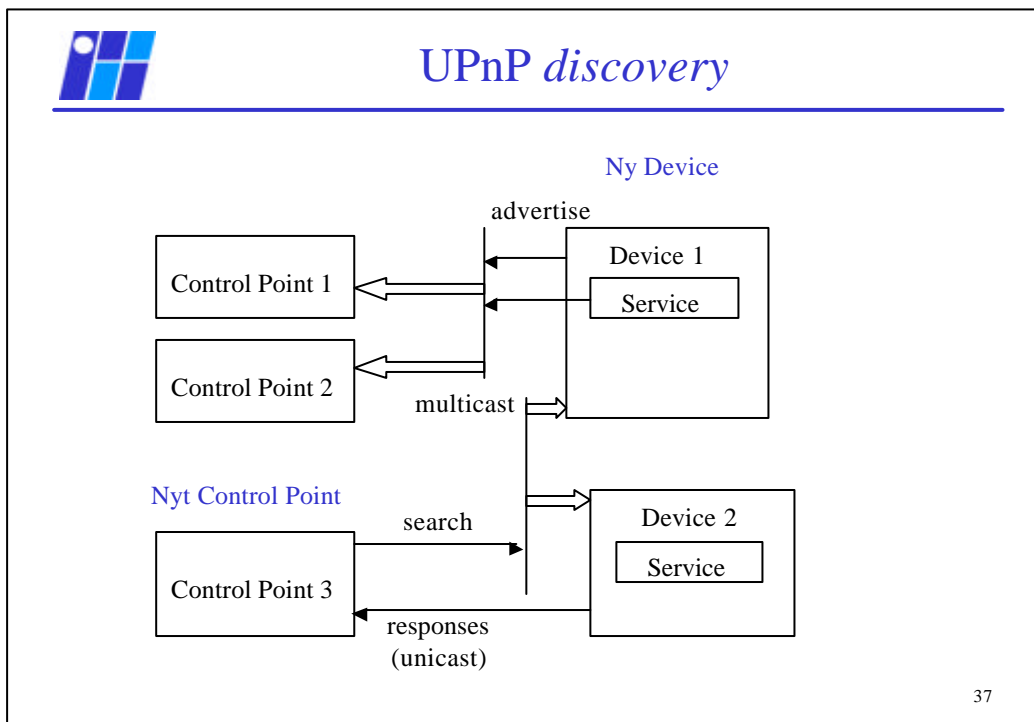 UPnP discovery
Ny Device
advertise
Device 1
Control Point 1
Service
Control Point 2
multicast
Nyt Control Point
search
Device 2
Service
Control Point 3
responses
(unicast)
37